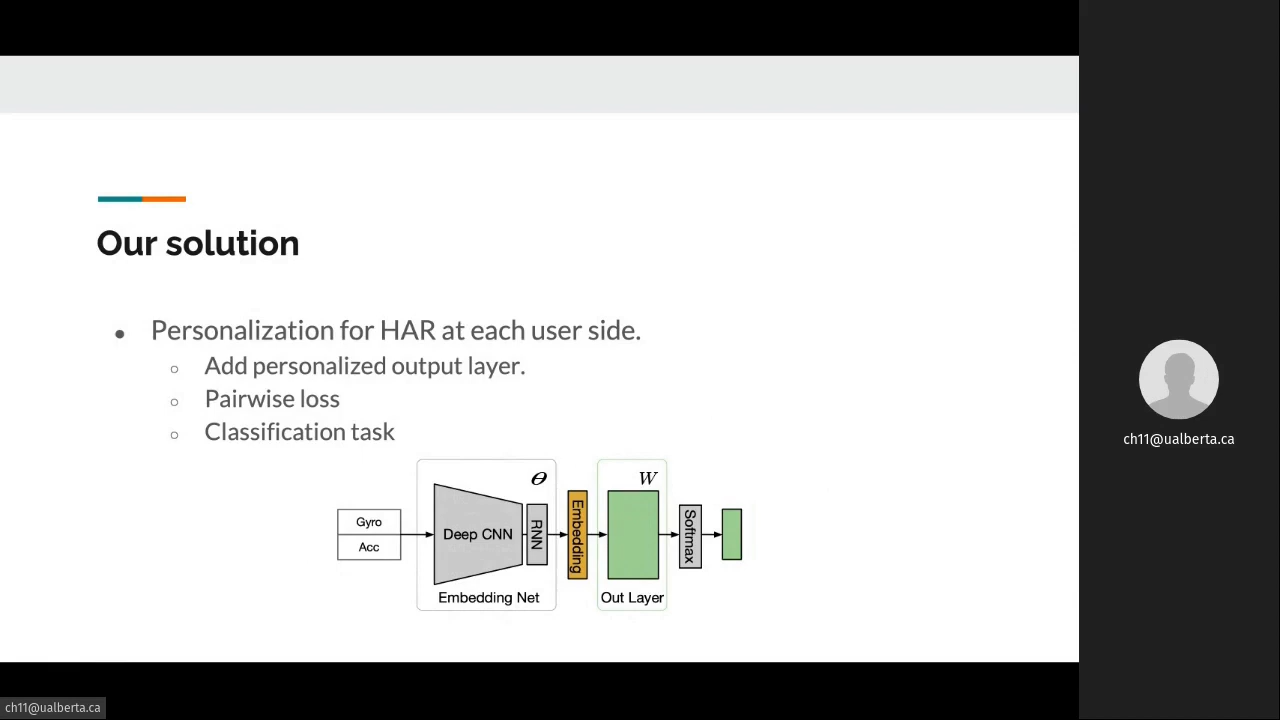 Our solution
● Personalization for HAR at each user side.
○ Add personalized output layer.
○ Pairwise loss
○ Classification task
Gyro
Acc
Deep CNN
RNN
Θ
Embedding Net
Embedding
W
Out Layer
Softmax
ch11@ualberta.ca
ch11@ualberta.ca